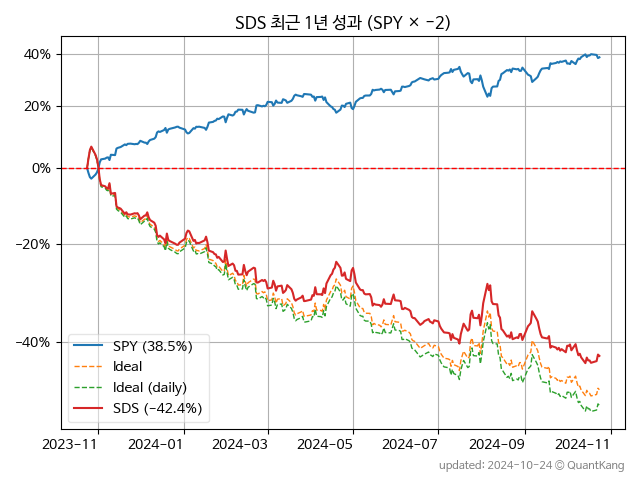 SDS 최근 1년 성과 (SPY × −2)
40%
20%
0%
−20%
−40%
SPY (38.5%)
Ideal
Ideal (daily)
SDS (−42.4%)
2023−11 2024−01 2024−03 2024−05 2024−07 2024−09 2024−11
updated: 2024-10-24 @ QuantKang